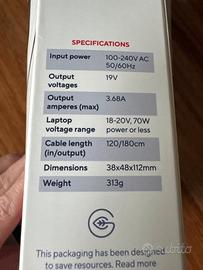 SPECIFICATIONS
Input power 100-240V AC
50/60Hz
Output 19V
voltages
Output 3.68A
amperes (max)
Laptop 18-20V, 70W
voltage range power or less
Cable length 120/180cm
(in/output)
Dimensions 38x48x112mm
Weight 313g
This packaging has been designed
to save resources. Read more
subito